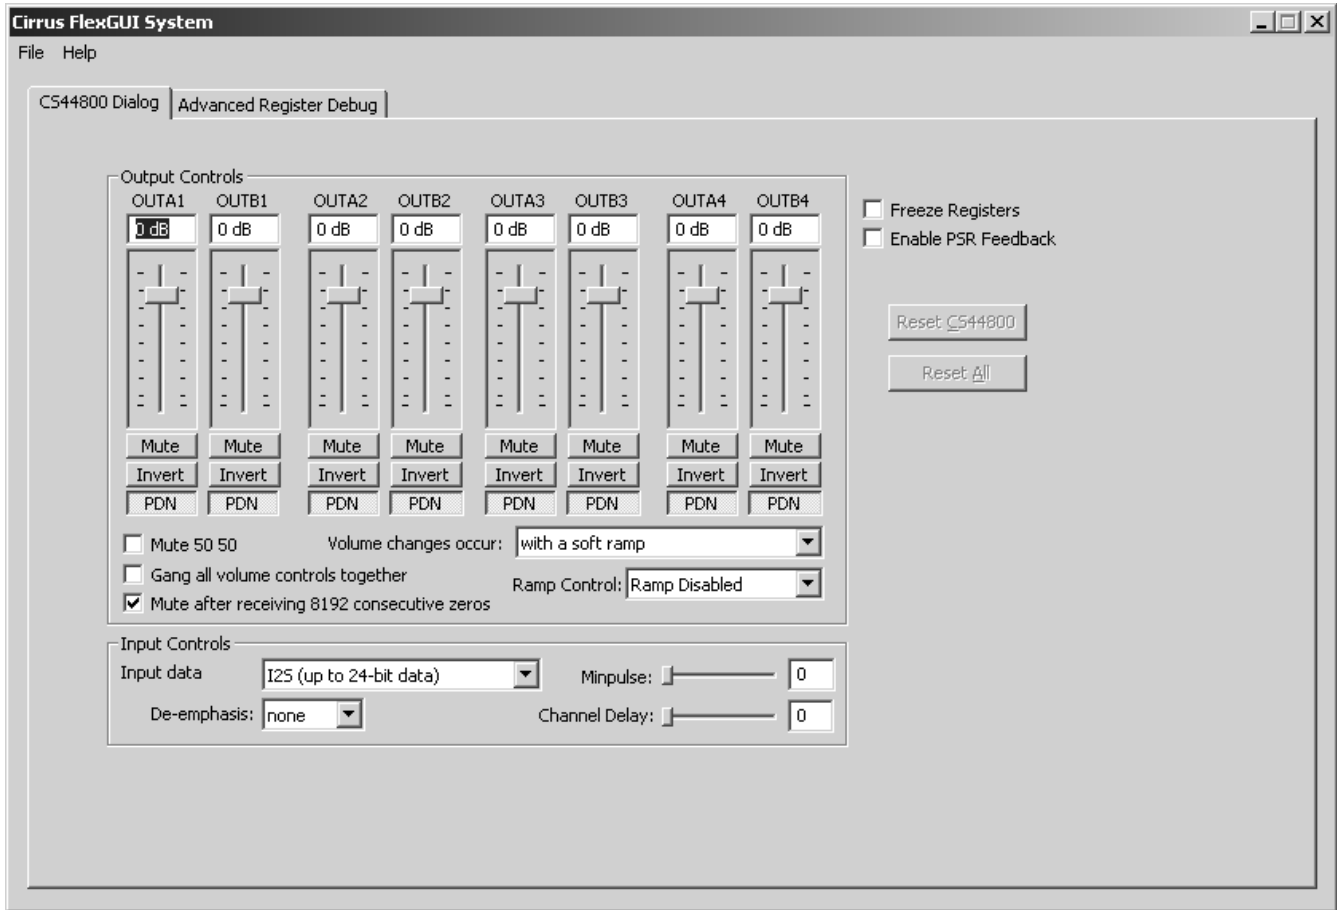 Cirrus FlexGUI System
File Help
CS44800 Dialog Advanced Register Debug
Output Controls
OUTA1 OUTB1 OUTA2 OUTB2 OUTA3 OUTB3 OUTA4 OUTB4
0 dB 0 dB 0 dB 0 dB 0 dB 0 dB 0 dB 0 dB
Freeze Registers
Enable PSR Feedback
Reset CS44800
Reset All
Mute Mute Mute Mute Mute Mute Mute Mute
Invert Invert Invert Invert Invert Invert Invert Invert
PDN PDN PDN PDN PDN PDN PDN PDN
Mute 50 50 Volume changes occur: with a soft ramp
Gang all volume controls together Ramp Control: Ramp Disabled
Mute after receiving 8192 consecutive zeros
Input Controls
Input data I2S (up to 24-bit data) Minpulse: 0
De-emphasis: none Channel Delay: 0